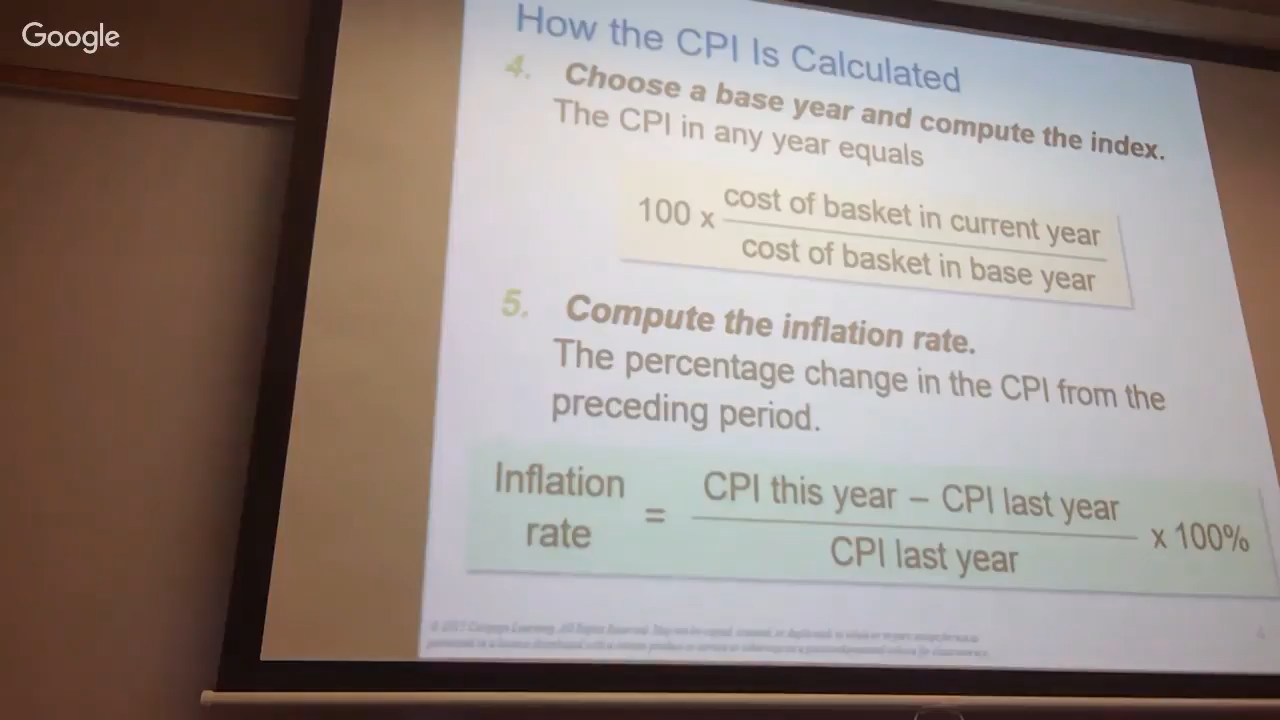 Google
How the CPI Is Calculated
4. Choose a base year and compute the index.
The CPI in any year equals
100 x cost of basket in current year
cost of basket in base year
5. Compute the inflation rate.
The percentage change in the CPI from the
preceding period.
Inflation
rate
=
CPI this year – CPI last year
CPI last year
x 100%